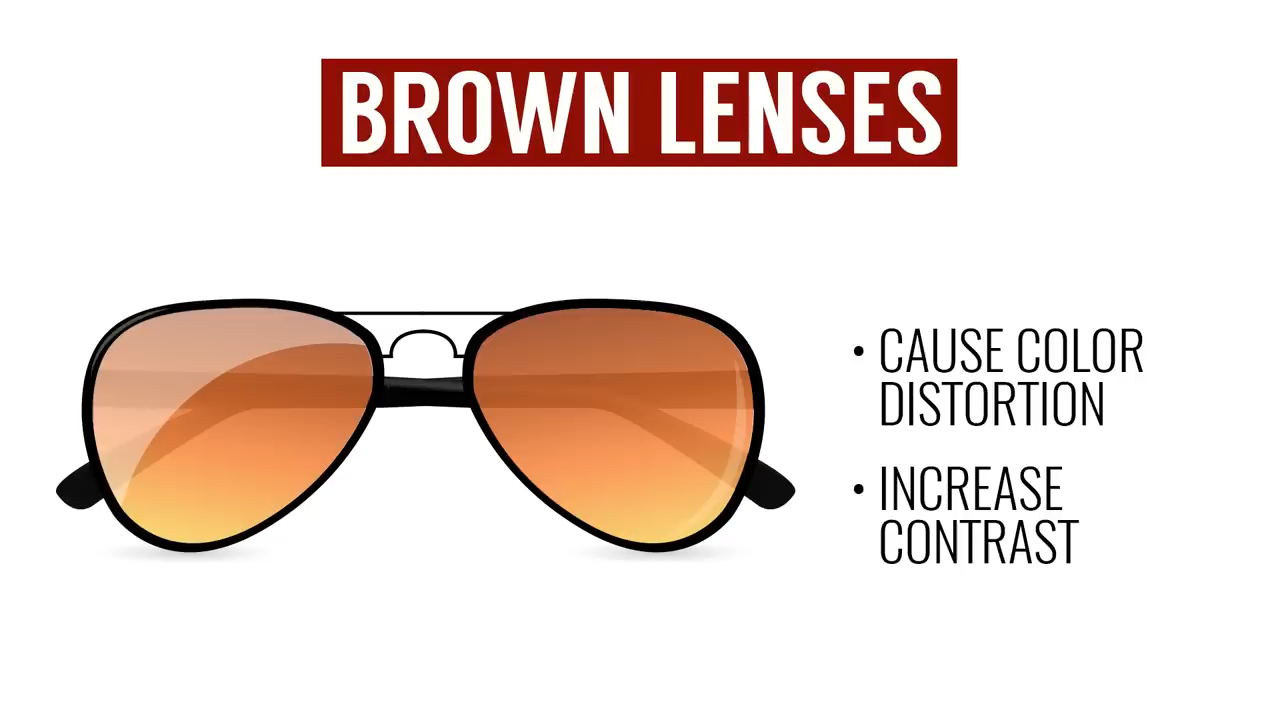 BROWN LENSES
• CAUSE COLOR
DISTORTION
• INCREASE
CONTRAST